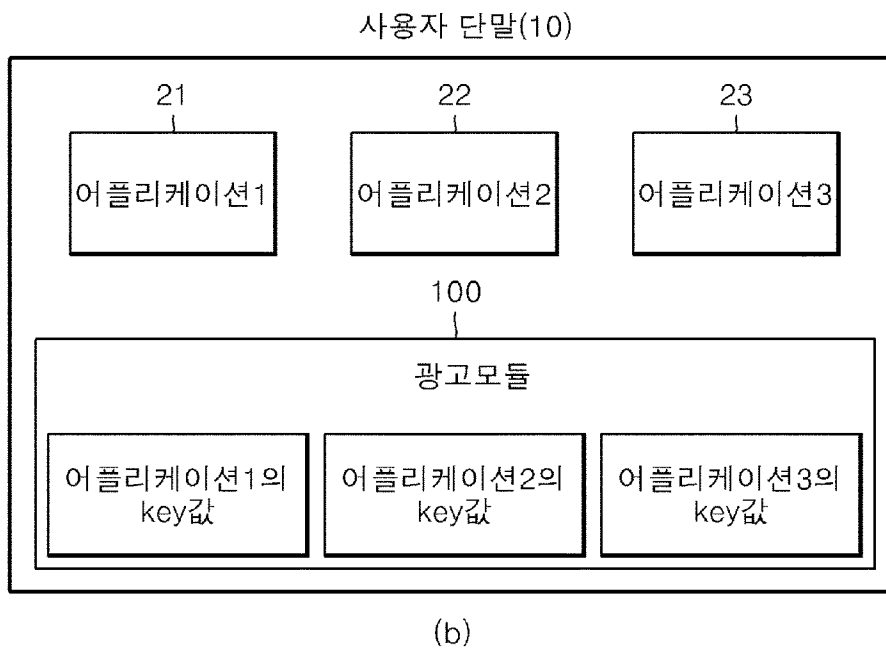 사용자 단말(10)
21 22 23
어플리케이션1 어플리케이션2 어플리케이션3
100
광고모듈
어플리케이션1의 어플리케이션2의 어플리케이션3의
key값 key값 key값
(b)